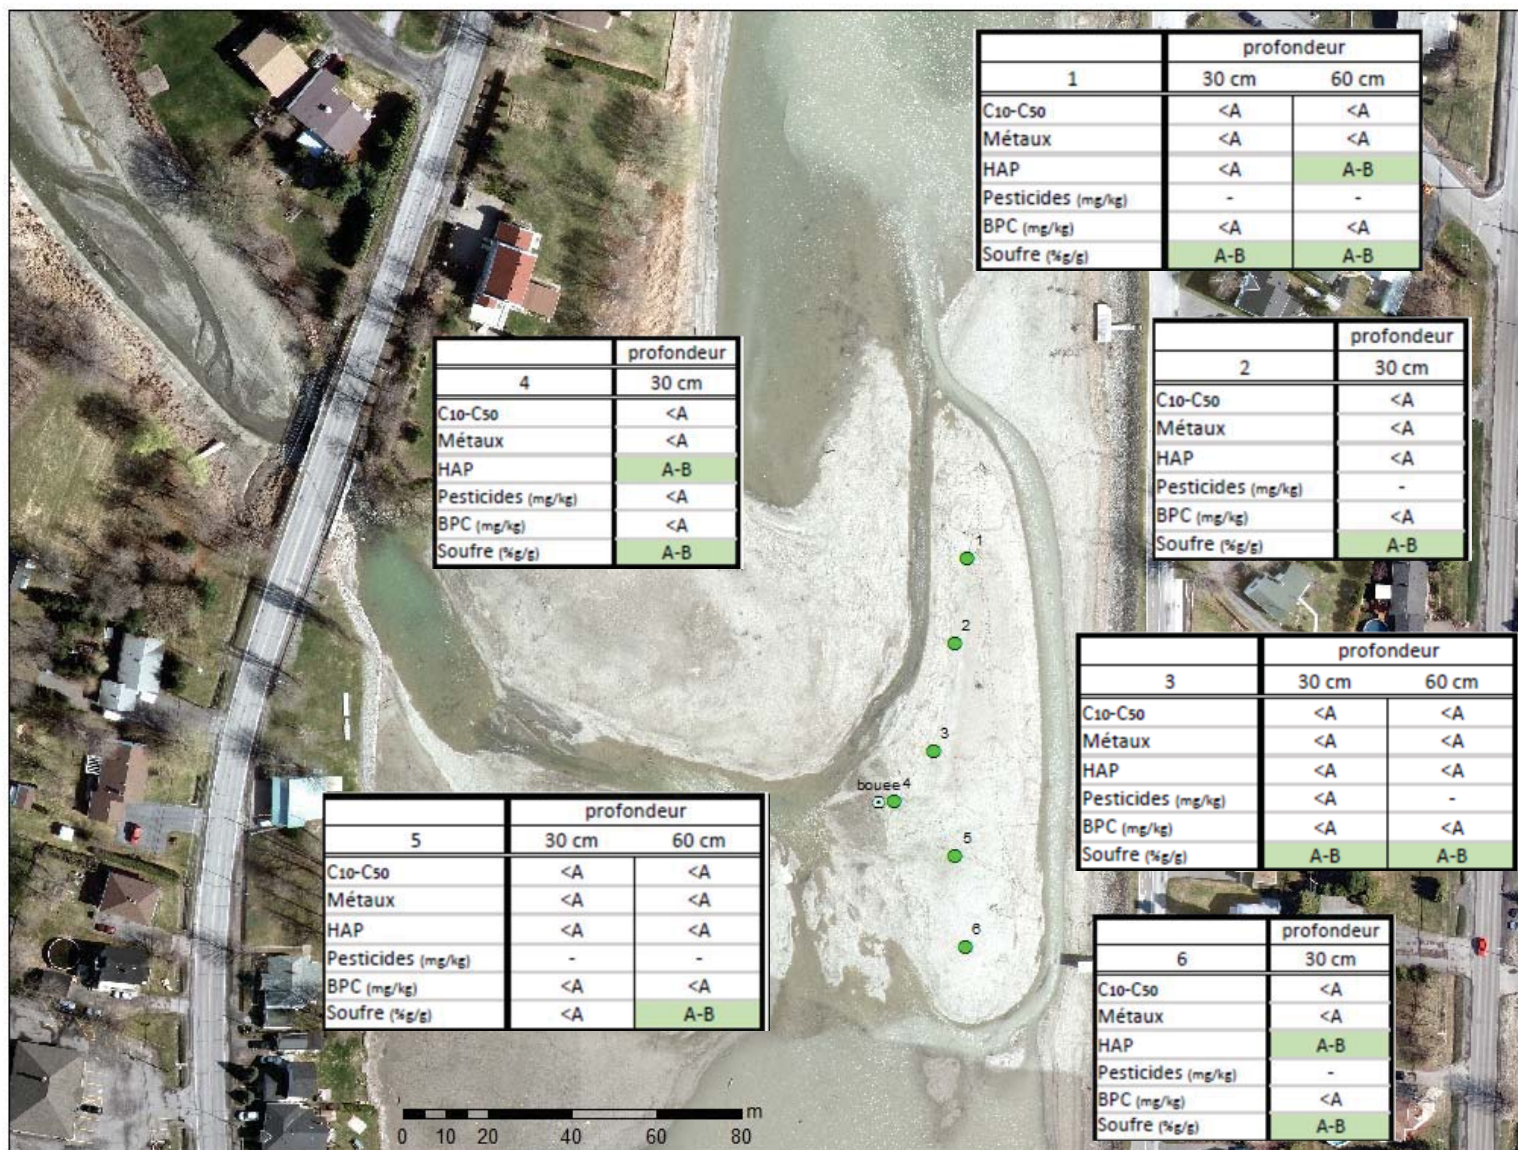 profondeur
1 30 cm 60 cm
C10-C50 <A <A
Métaux <A <A
HAP <A A-B
Pesticides (mg/kg) - -
BPC (mg/kg) <A <A
Soufre (%g/g) A-B A-B
profondeur
4 30 cm
C10-C50 <A
Métaux <A
HAP A-B
Pesticides (mg/kg) <A
BPC (mg/kg) <A
Soufre (%g/g) A-B
profondeur
2 30 cm
C10-C50 <A
Métaux <A
HAP <A
Pesticides (mg/kg) -
BPC (mg/kg) <A
Soufre (%g/g) A-B
1
2
3
bouee 4
5
6
profondeur
3 30 cm 60 cm
C10-C50 <A <A
Métaux <A <A
HAP <A <A
Pesticides (mg/kg) <A -
BPC (mg/kg) <A <A
Soufre (%g/g) A-B A-B
profondeur
5 30 cm 60 cm
C10-C50 <A <A
Métaux <A <A
HAP <A <A
Pesticides (mg/kg) - -
BPC (mg/kg) <A <A
Soufre (%g/g) <A A-B
profondeur
6 30 cm
C10-C50 <A
Métaux <A
HAP A-B
Pesticides (mg/kg) -
BPC (mg/kg) <A
Soufre (%g/g) A-B
m
0 10 20 40 60 80